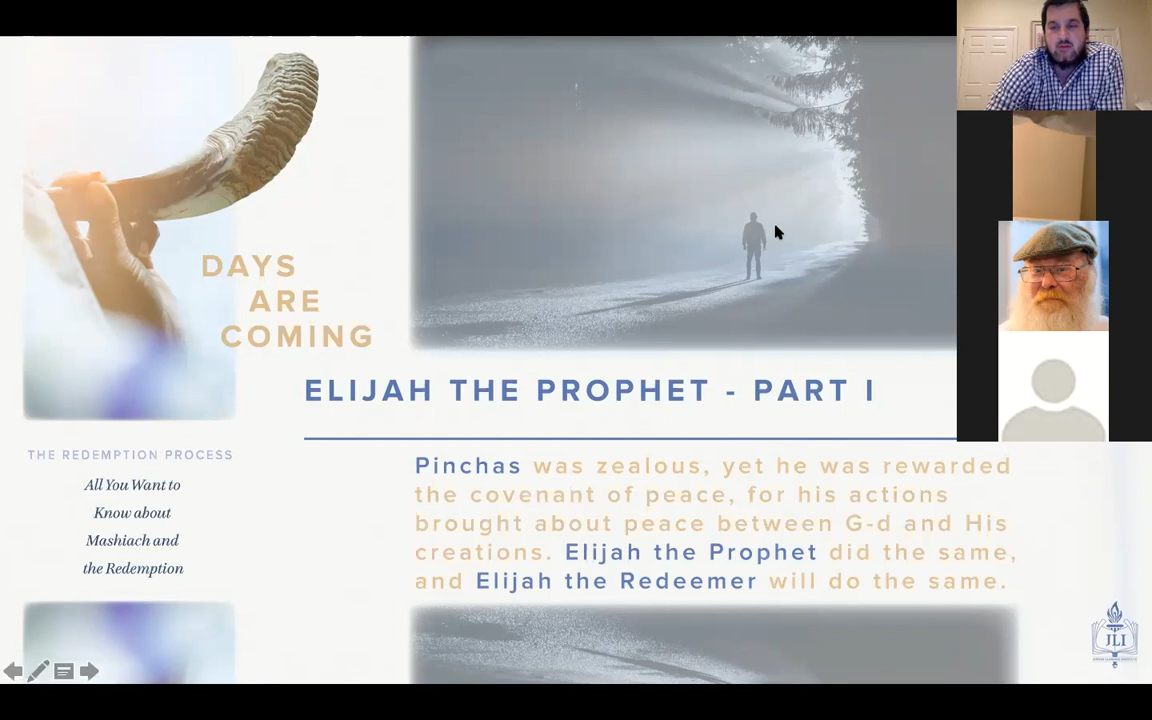 DAYS
ARE
COMING
ELIJAH THE PROPHET - PART I
THE REDEMPTION PROCESS
All You Want to
Know about
Mashiach and
the Redemption
Pinchas was zealous, yet he was rewarded
the covenant of peace, for his actions
brought about peace between G-d and His
creations. Elijah the Prophet did the same,
and Elijah the Redeemer will do the same.
JLI